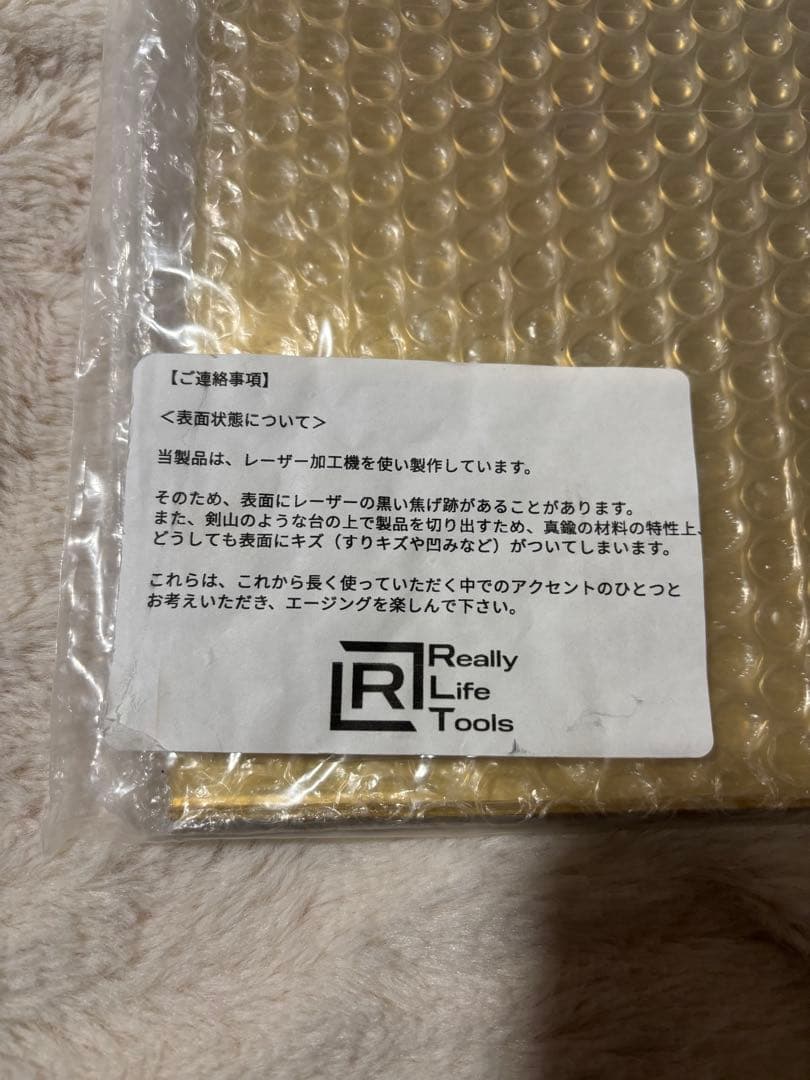 【ご連絡事項】
＜表面状態について＞
当製品は、レーザー加工機を使い製作しています。
そのため、表面にレーザーの黒い焦げ跡があることがあります。
また、剣山のような台の上で製品を切り出すため、真鍮の材料の特性上、
どうしても表面にキズ（すりキズや凹みなど）がついてしまいます。
これらは、これから長く使っていただく中でのアクセントのひとつと
お考えいただき、エージングを楽しんで下さい。
R
Really
Life
Tools